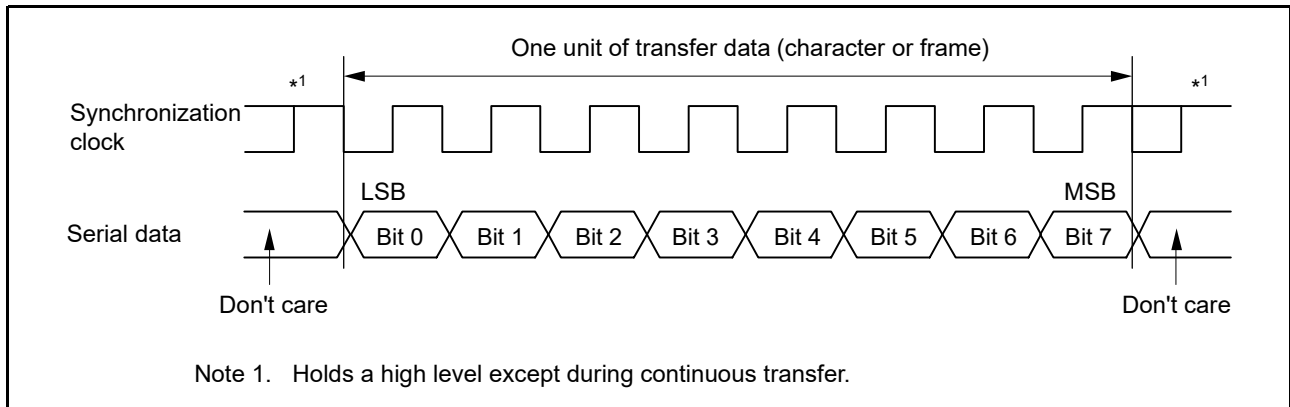 One unit of transfer data (character or frame)
*1
*1
Synchronization
clock
LSB
MSB
Serial data
Bit 0
Bit 1
Bit 2
Bit 3
Bit 4
Bit 5
Bit 6
Bit 7
Don't care
Don't care
Note 1. Holds a high level except during continuous transfer.